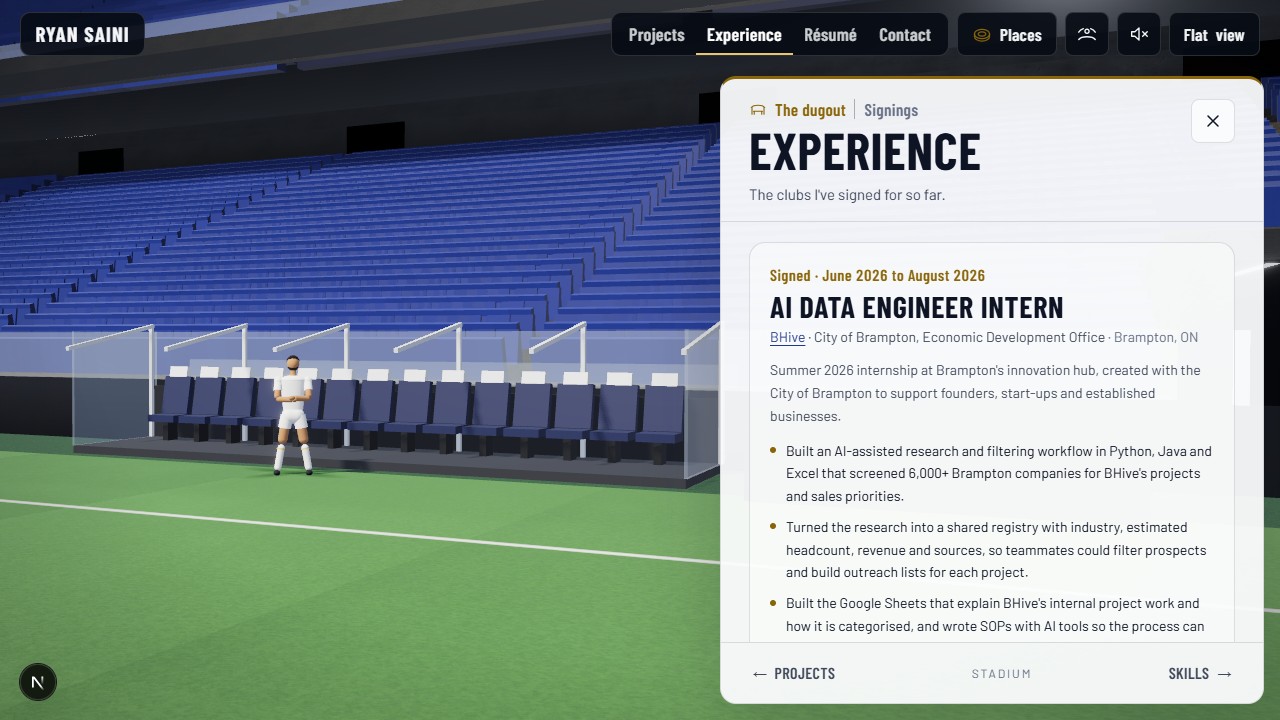 RYAN SAINI
Projects Experience Résumé Contact Places Flat view
The dugout | Signings
EXPERIENCE
The clubs I've signed for so far.
Signed · June 2026 to August 2026
AI DATA ENGINEER INTERN
BHive · City of Brampton, Economic Development Office · Brampton, ON
Summer 2026 internship at Brampton's innovation hub, created with the
City of Brampton to support founders, start-ups and established
businesses.
Built an AI-assisted research and filtering workflow in Python, Java and
Excel that screened 6,000+ Brampton companies for BHive's projects
and sales priorities.
Turned the research into a shared registry with industry, estimated
headcount, revenue and sources, so teammates could filter prospects
and build outreach lists for each project.
Built the Google Sheets that explain BHive's internal project work and
how it is categorised, and wrote SOPs with AI tools so the process can
← PROJECTS STADIUM SKILLS →
N